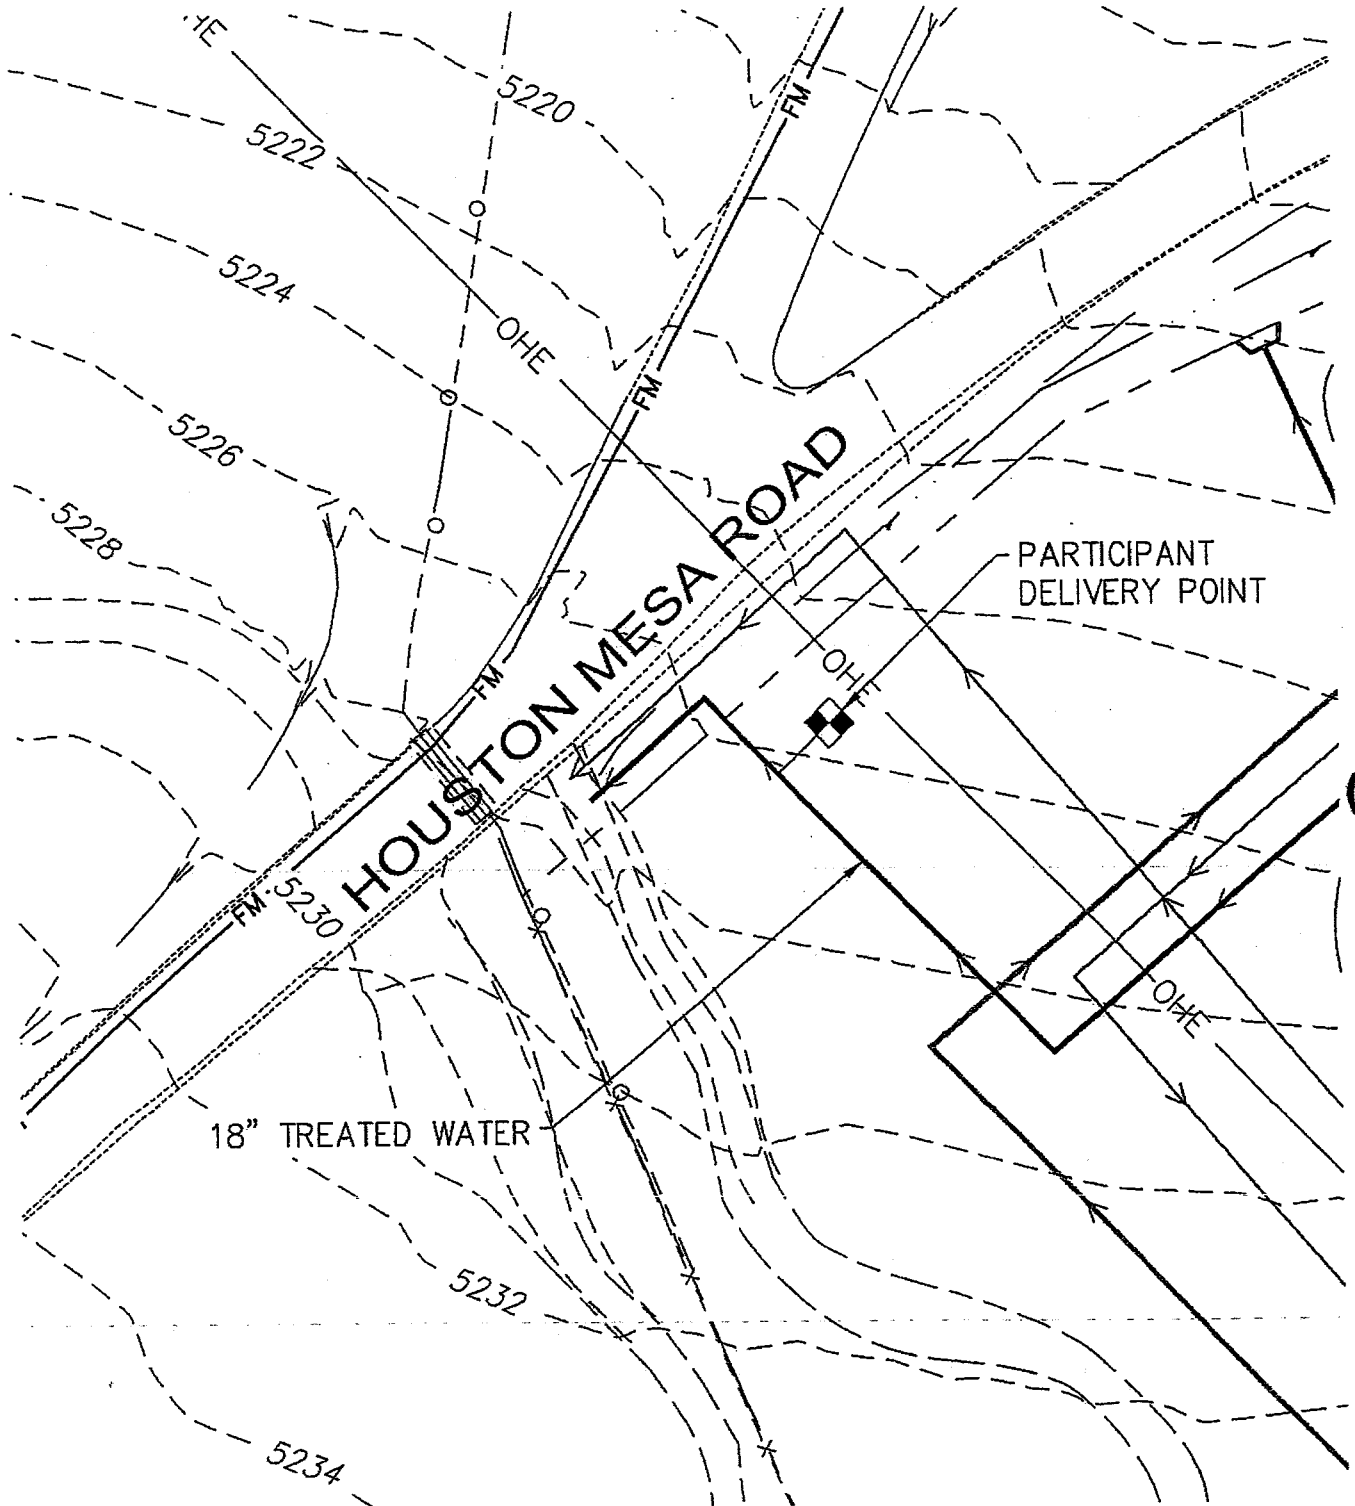 5220
FM
5222
5224
OHE
FM
5226
HOUSTON MESA ROAD
5228
PARTICIPANT
DELIVERY POINT
OHE
FM
FM
5230
OHE
18” TREATED WATER
5232
5234